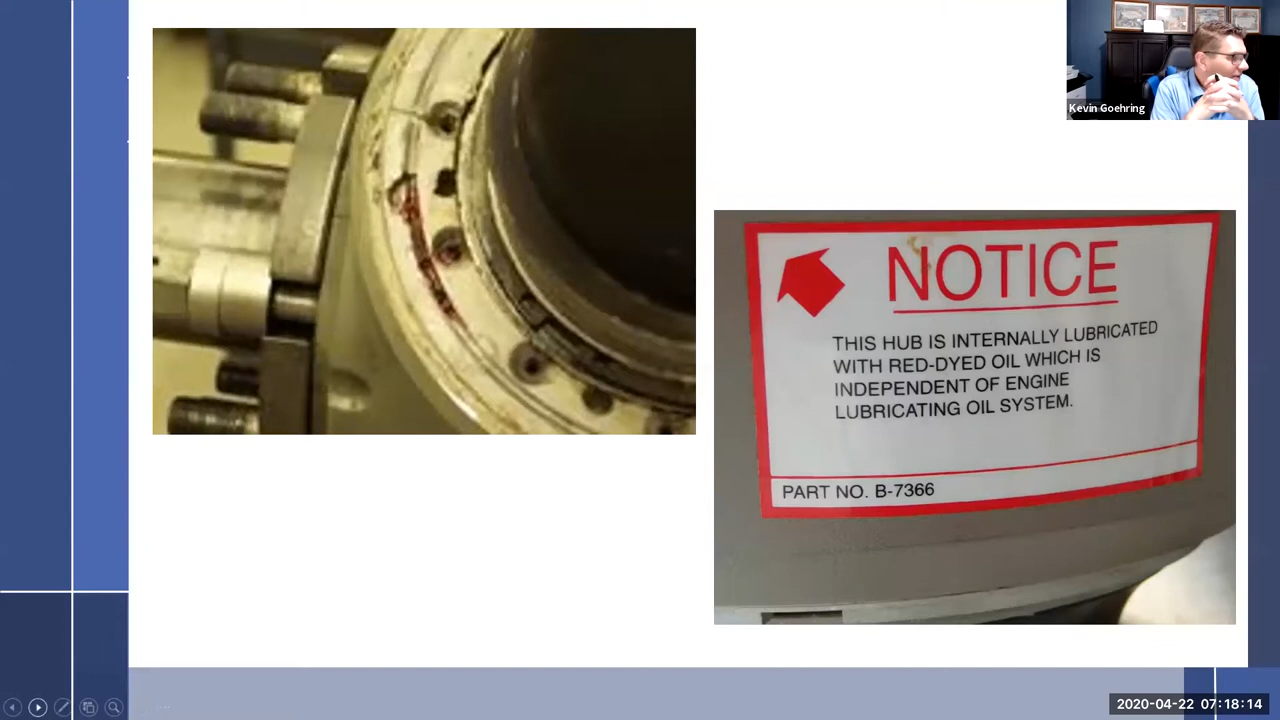 Kevin Goehring
NOTICE
THIS HUB IS INTERNALLY LUBRICATED
WITH RED-DYED OIL WHICH IS
INDEPENDENT OF ENGINE
LUBRICATING OIL SYSTEM.
PART NO. B-7366
2020-04-22 07:18:14